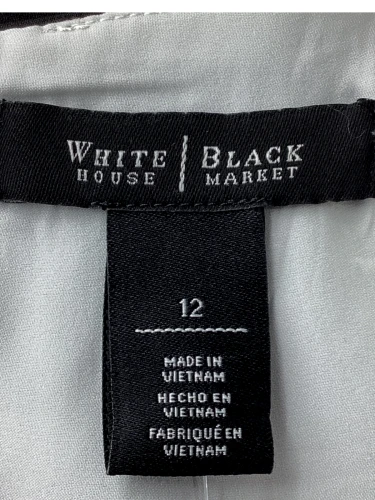 WHITE | BLACK
HOUSE | MARKET
12
MADE IN
VIETNAM
HECHO EN
VIETNAM
FABRIQUÉ EN
VIETNAM